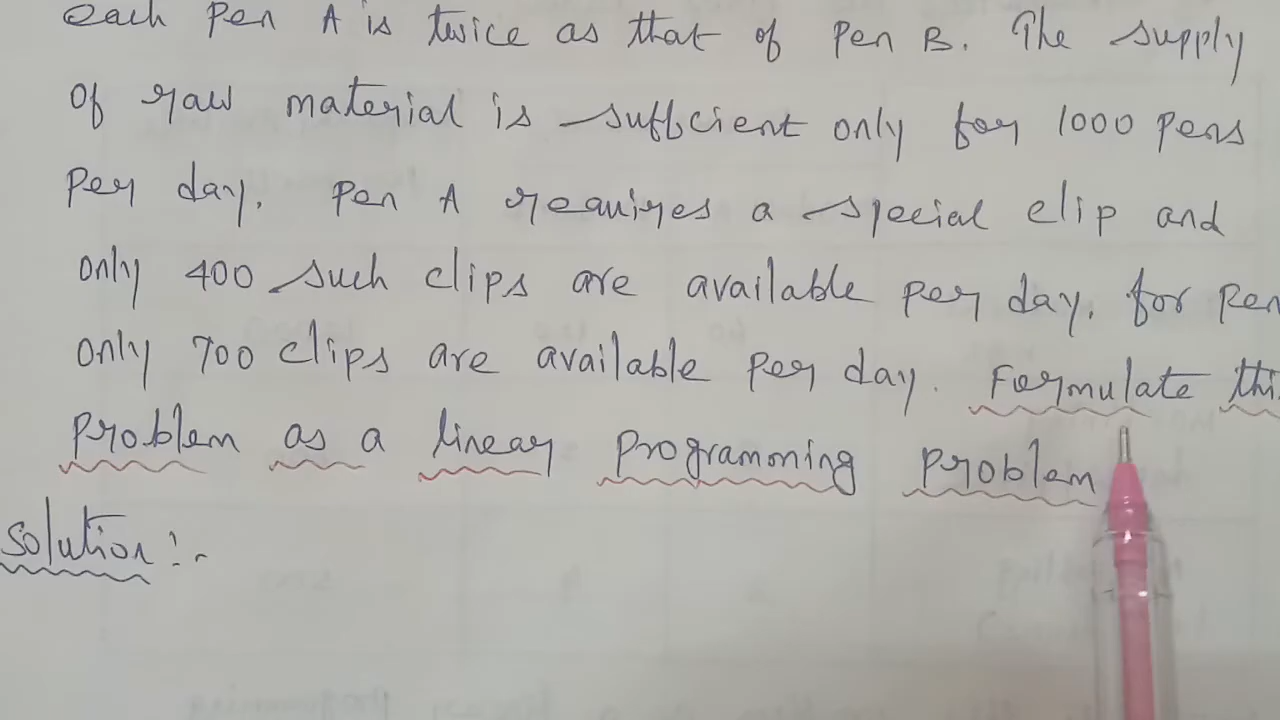 each Pen A is twice as that of Pen B. The supply
of raw material is sufficient only for 1000 pens
per day. Pen A requires a special clip and
only 400 such clips are available per day. for Pen
only 700 clips are available per day. Formulate thi
problem as a linear programming problem
Solution:-